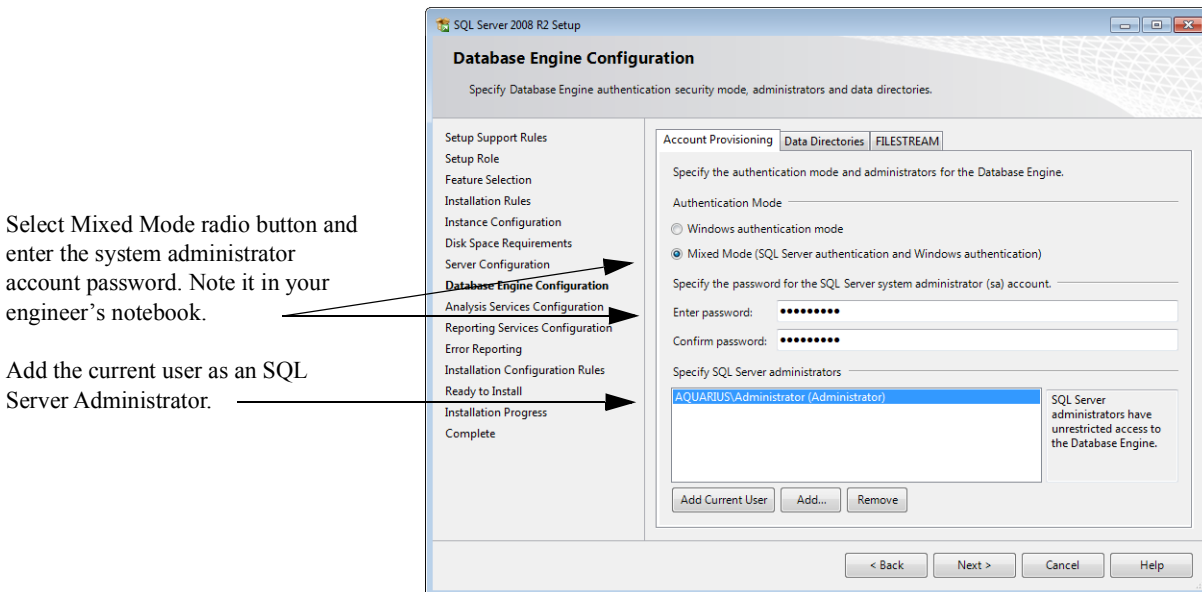 SQL Server 2008 R2 Setup
Database Engine Configuration
Specify Database Engine authentication security mode, administrators and data directories.
Select Mixed Mode radio button and
enter the system administrator
account password. Note it in your
engineer’s notebook.
Add the current user as an SQL
Server Administrator.
Setup Support Rules
Setup Role
Feature Selection
Installation Rules
Instance Configuration
Disk Space Requirements
Server Configuration
Database Engine Configuration
Analysis Services Configuration
Reporting Services Configuration
Error Reporting
Installation Configuration Rules
Ready to Install
Installation Progress
Complete
Account Provisioning Data Directories FILESTREAM
Specify the authentication mode and administrators for the Database Engine.
Authentication Mode
Windows authentication mode
Mixed Mode (SQL Server authentication and Windows authentication)
Specify the password for the SQL Server system administrator (sa) account.
Enter password: ●●●●●●●●●
Confirm password: ●●●●●●●●●
Specify SQL Server administrators
AQUARIUS\Administrator (Administrator)
SQL Server
administrators have
unrestricted access to
the Database Engine.
Add Current User Add... Remove
< Back Next > Cancel Help